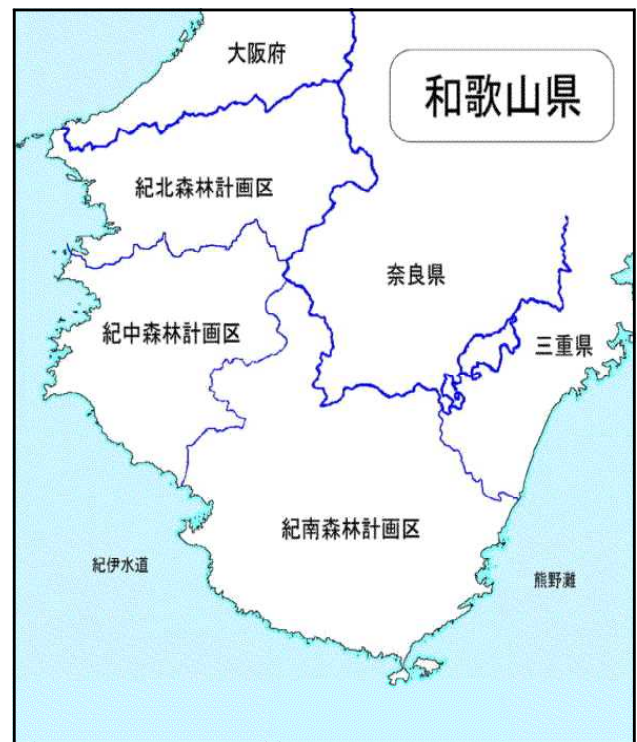 大阪府
和歌山県
紀北森林計画区
奈良県
紀中森林計画区
三重県
紀南森林計画区
紀伊水道
熊野灘